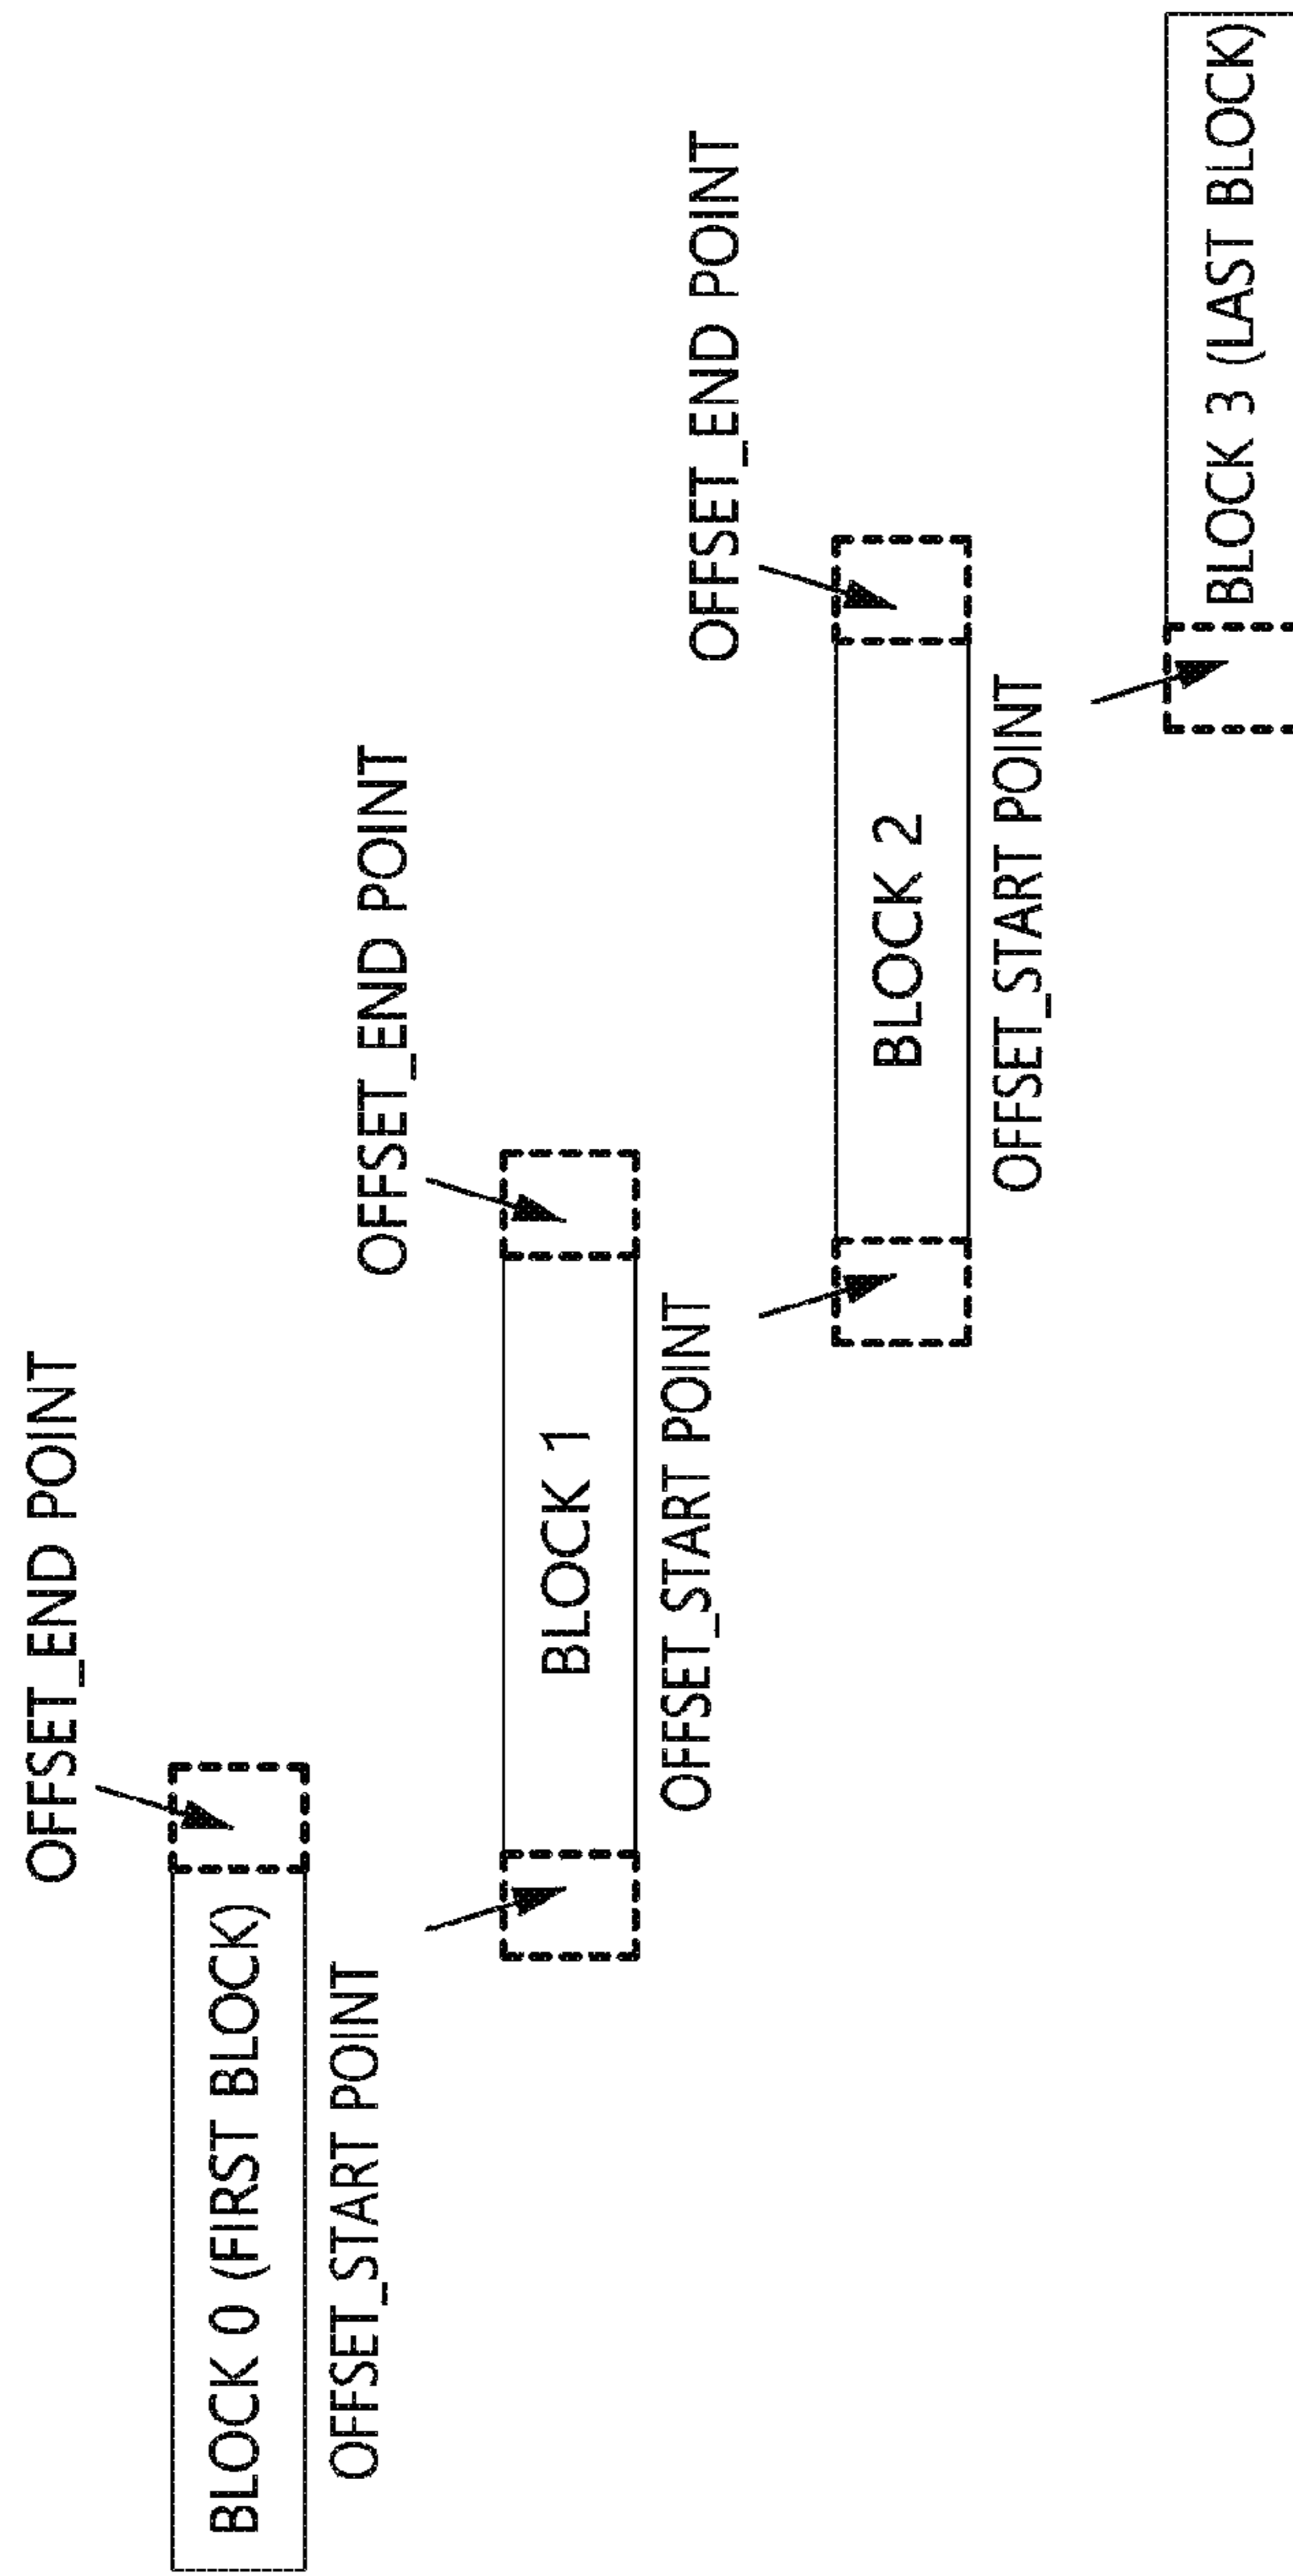 OFFSET_END POINT
BLOCK 0 (FIRST BLOCK)
OFFSET_START POINT
OFFSET_END POINT
BLOCK 1
OFFSET_START POINT
OFFSET_END POINT
BLOCK 2
OFFSET_START POINT
BLOCK 3 (LAST BLOCK)